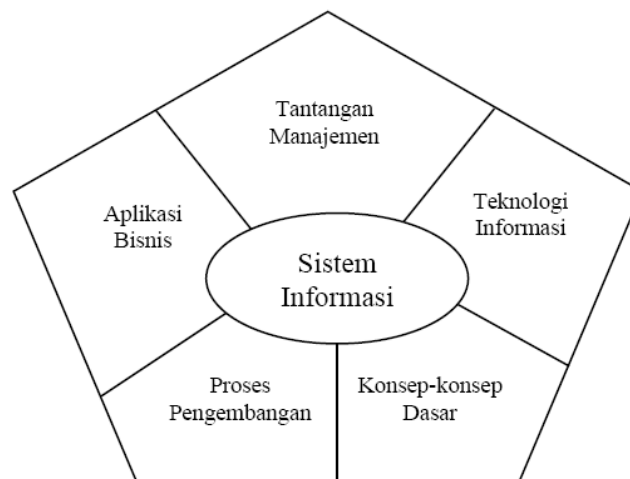 Tantangan
Manajemen
Aplikasi
Bisnis
Teknologi
Informasi
Sistem
Informasi
Proses
Pengembangan
Konsep-konsep
Dasar